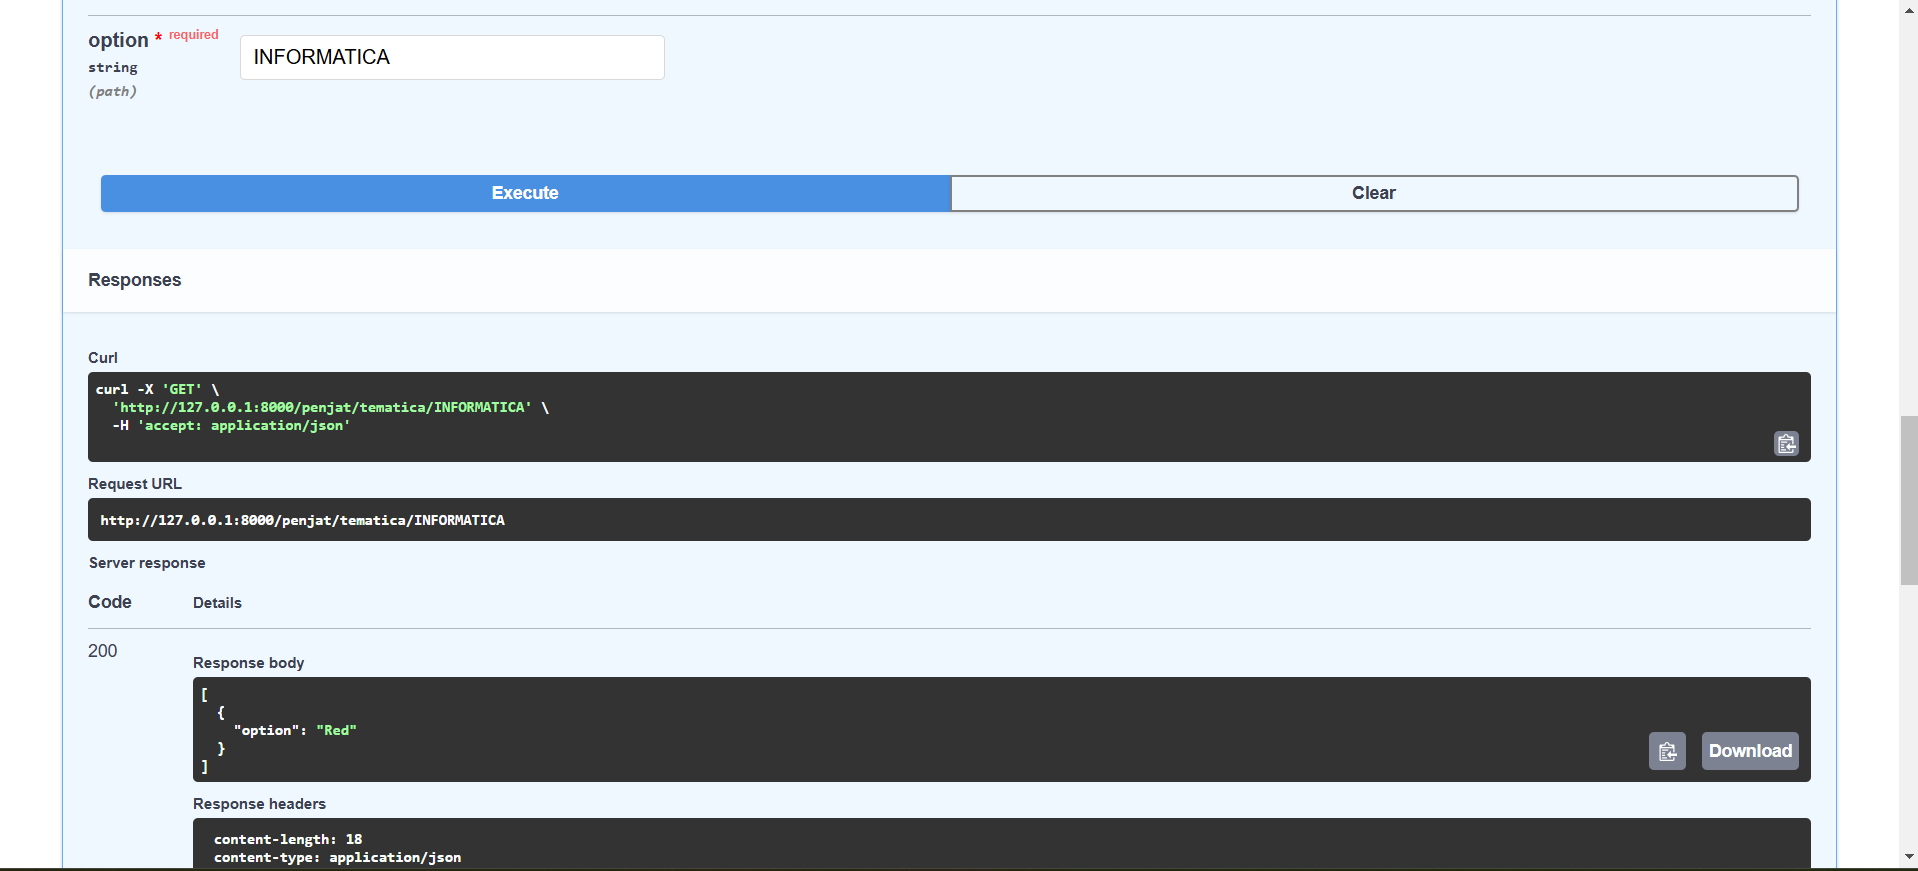 option * required
INFORMATICA
string
(path)
Execute
Clear
Responses
Curl
curl -X 'GET' \
'http://127.0.0.1:8000/penjat/tematica/INFORMATICA' \
-H 'accept: application/json'
Request URL
http://127.0.0.1:8000/penjat/tematica/INFORMATICA
Server response
Code Details
200
Response body
[
{
"option": "Red"
}
]
Download
Response headers
content-length: 18
content-type: application/json